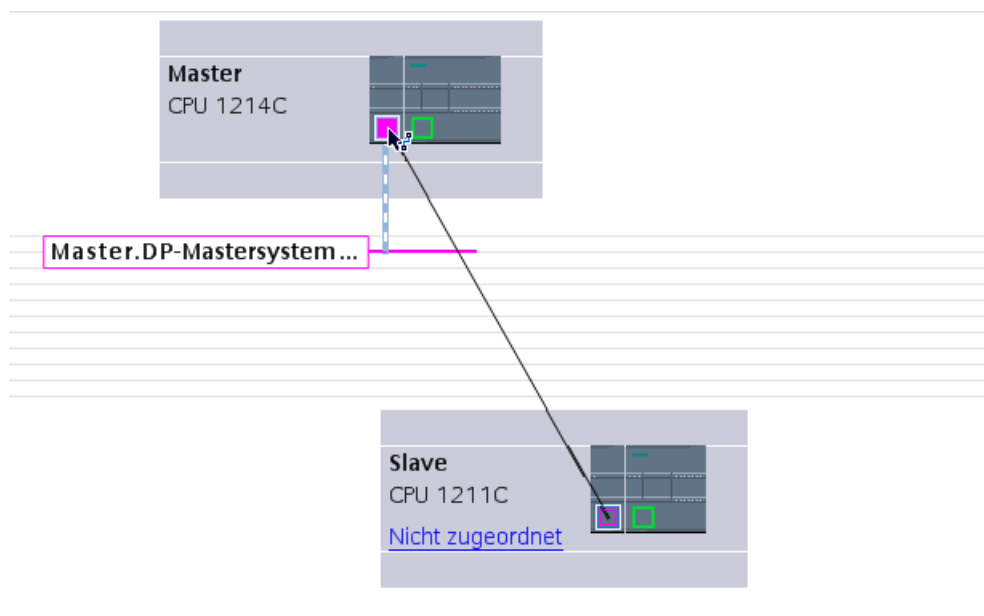 Master
CPU 1214C
Master.DP-Mastersystem...
Slave
CPU 1211C
Nicht zugeordnet